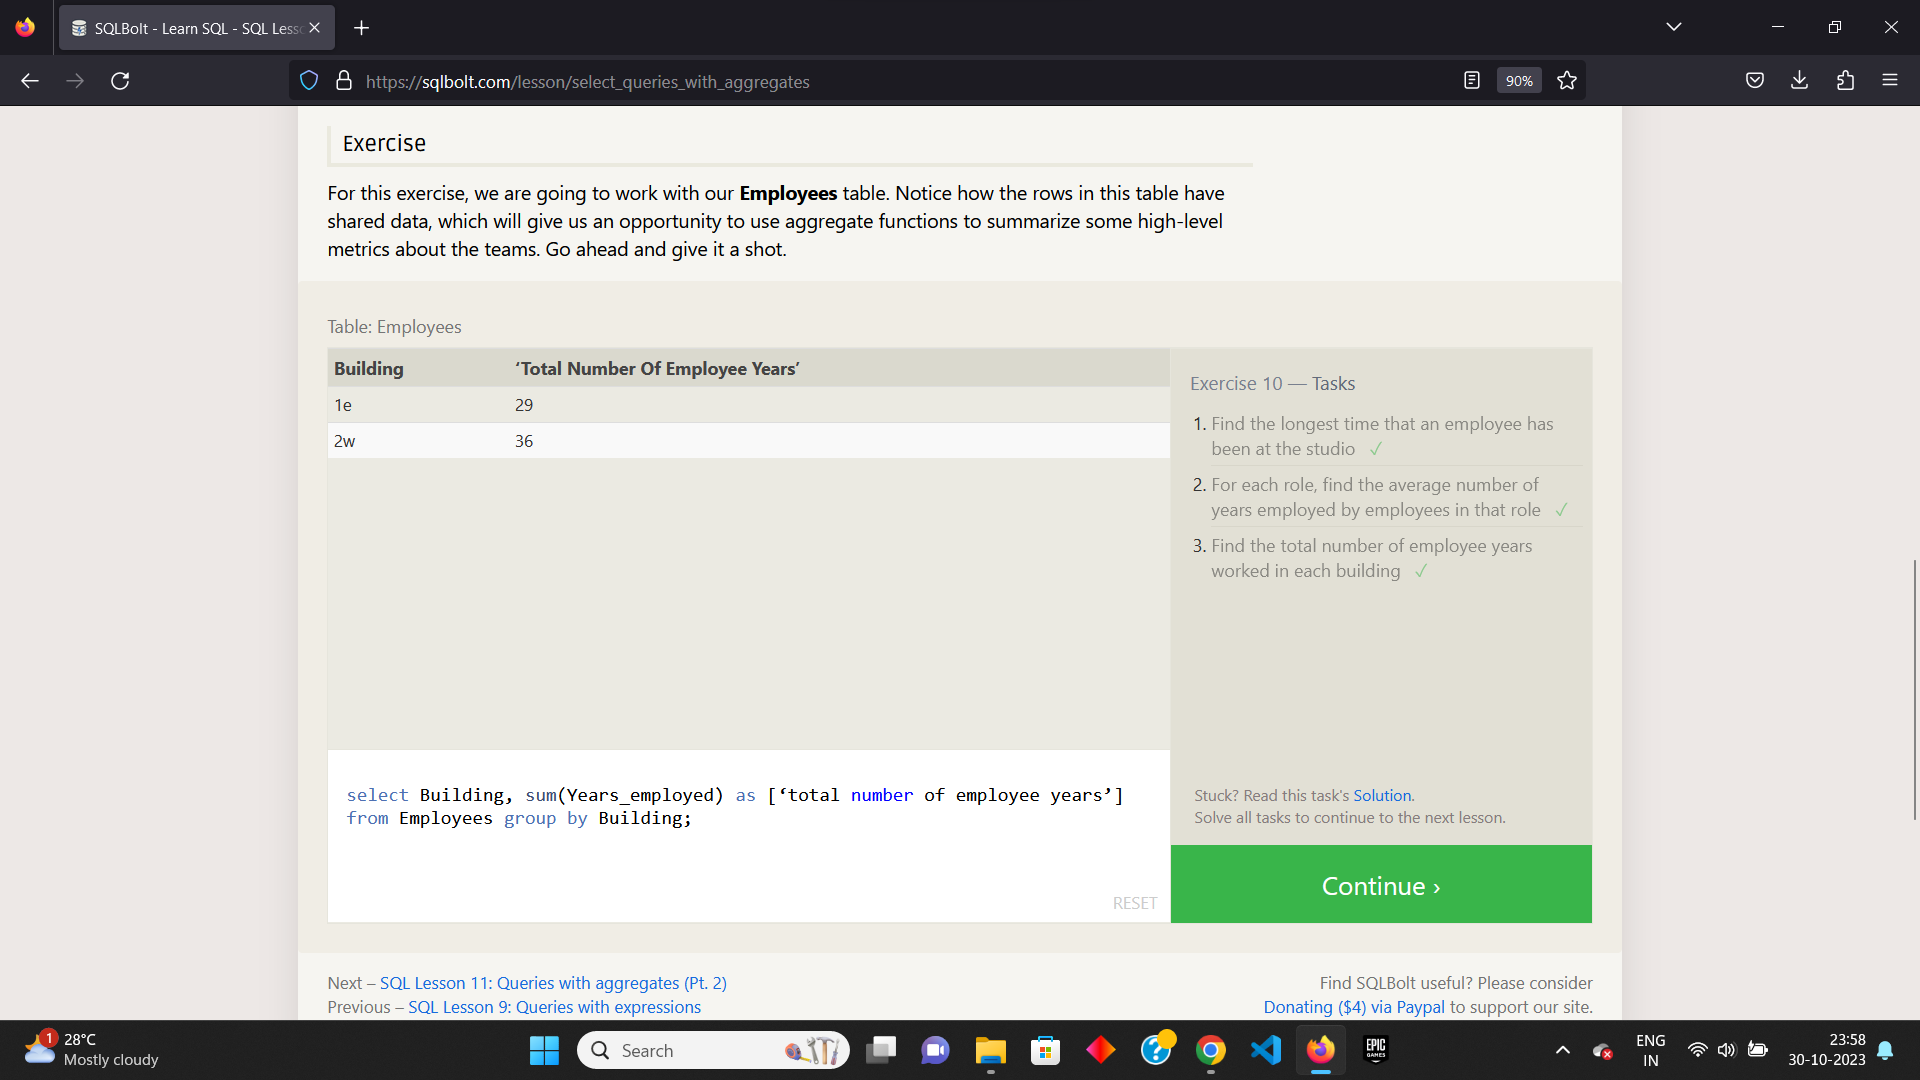 SQLBolt - Learn SQL - SQL Lesso
https://sqlbolt.com/lesson/select_queries_with_aggregates
90%
Exercise
For this exercise, we are going to work with our Employees table. Notice how the rows in this table have
shared data, which will give us an opportunity to use aggregate functions to summarize some high-level
metrics about the teams. Go ahead and give it a shot.
Table: Employees
Building ‘Total Number Of Employee Years’
1e 29
2w 36
select Building, sum(Years_employed) as [‘total number of employee years’]
from Employees group by Building;
RESET
Exercise 10 — Tasks
1. Find the longest time that an employee has
been at the studio ✓
2. For each role, find the average number of
years employed by employees in that role ✓
3. Find the total number of employee years
worked in each building ✓
Stuck? Read this task's Solution.
Solve all tasks to continue to the next lesson.
Continue ›
Next – SQL Lesson 11: Queries with aggregates (Pt. 2)
Previous – SQL Lesson 9: Queries with expressions
Find SQLBolt useful? Please consider
Donating ($4) via Paypal to support our site.
1
28°C
Mostly cloudy
Search
EPIC
GAMES
ENG
IN
23:58
30-10-2023